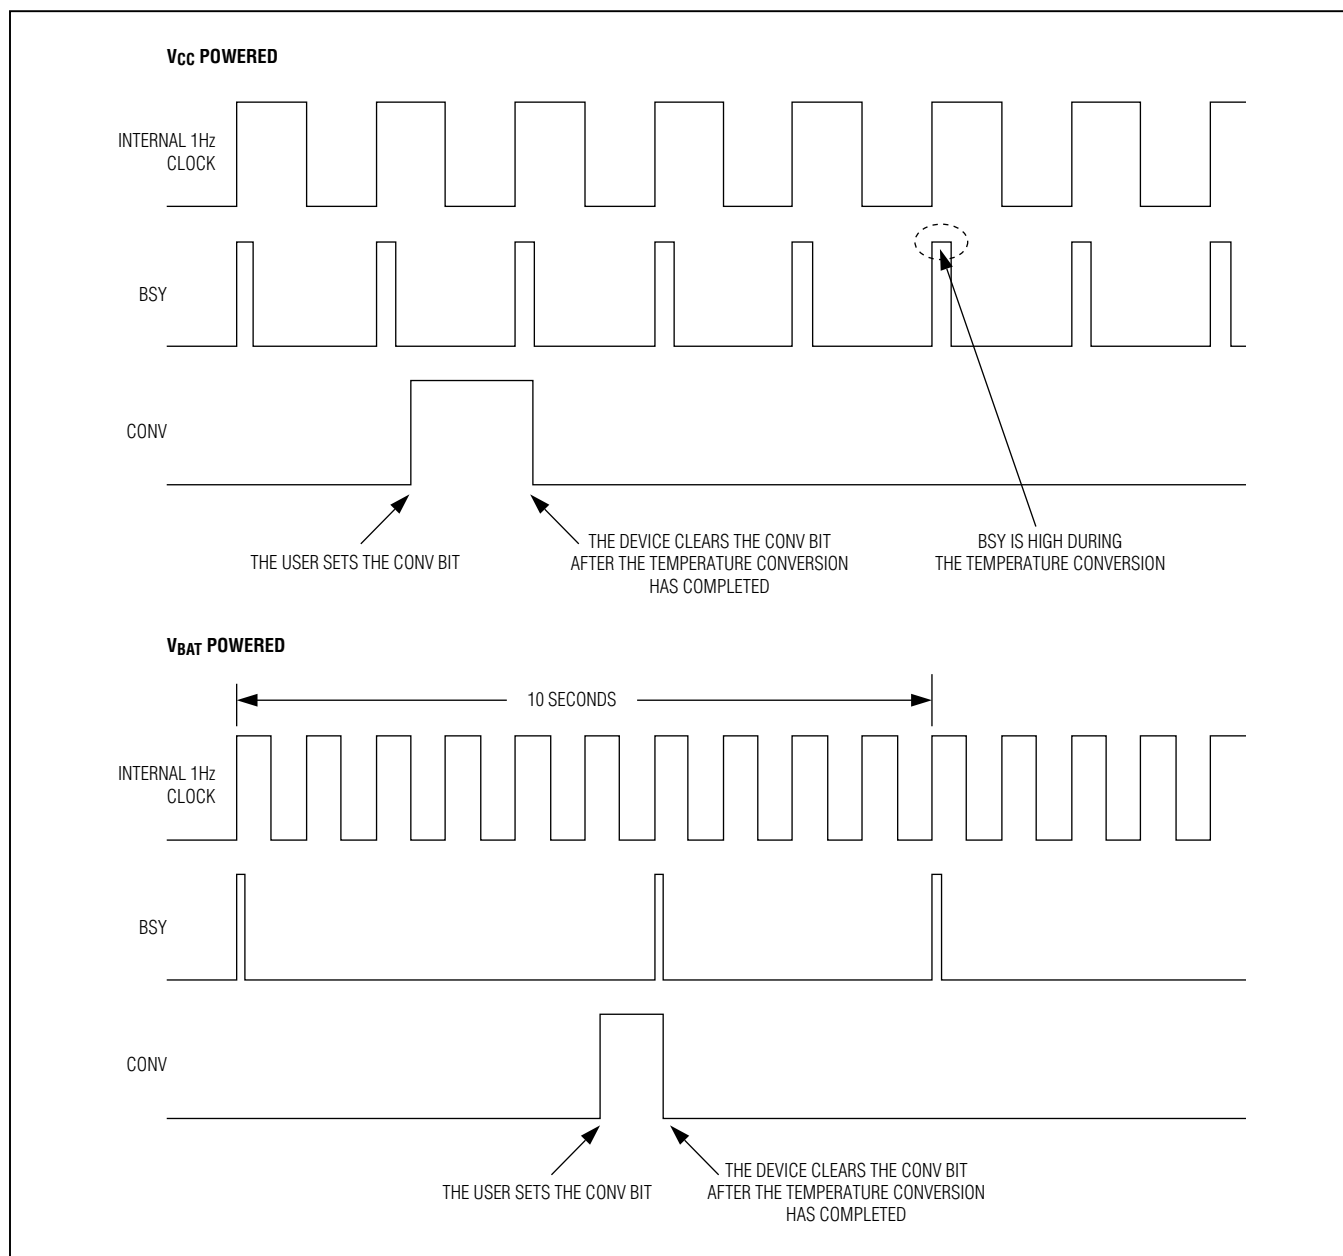 VCC POWERED
INTERNAL 1Hz
CLOCK
BSY
CONV
THE USER SETS THE CONV BIT
THE DEVICE CLEARS THE CONV BIT
AFTER THE TEMPERATURE CONVERSION
HAS COMPLETED
BSY IS HIGH DURING
THE TEMPERATURE CONVERSION
VBAT POWERED
10 SECONDS
INTERNAL 1Hz
CLOCK
BSY
CONV
THE USER SETS THE CONV BIT
THE DEVICE CLEARS THE CONV BIT
AFTER THE TEMPERATURE CONVERSION
HAS COMPLETED